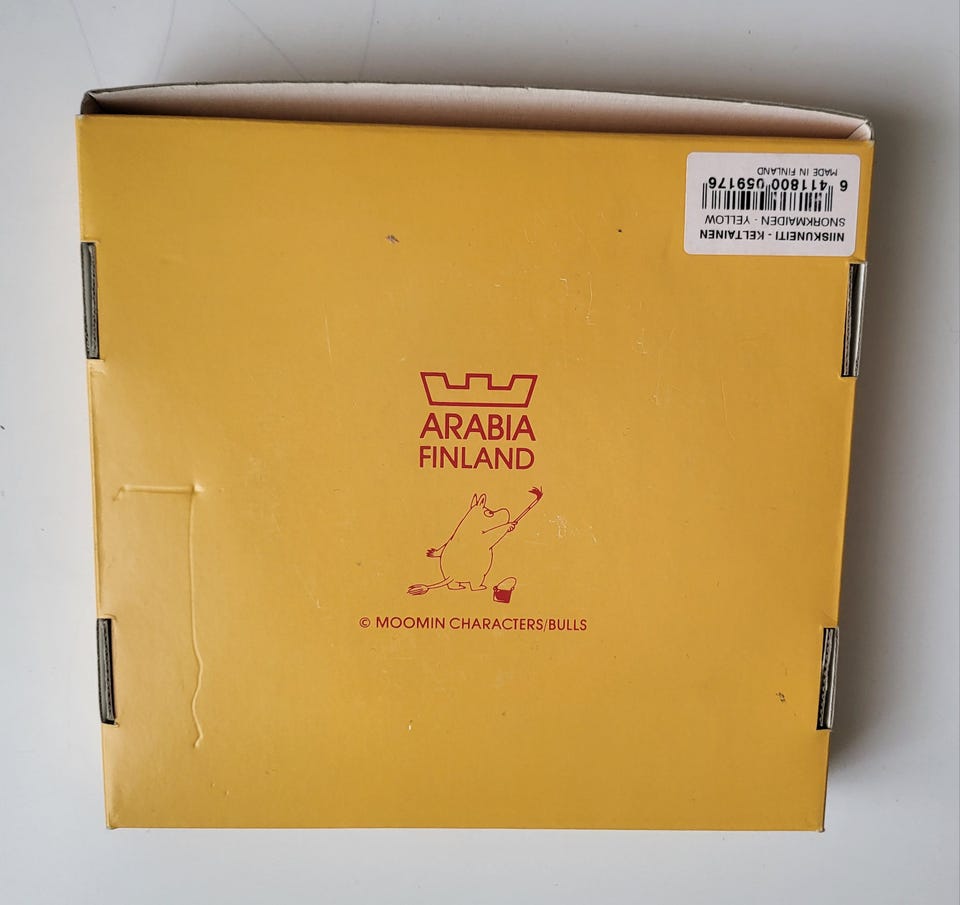 NIISKUNEITI - KELTAINEN
SNORKMAIDEN - YELLOW
6 411800 059176
MADE IN FINLAND
ARABIA
FINLAND
© MOOMIN CHARACTERS/BULLS